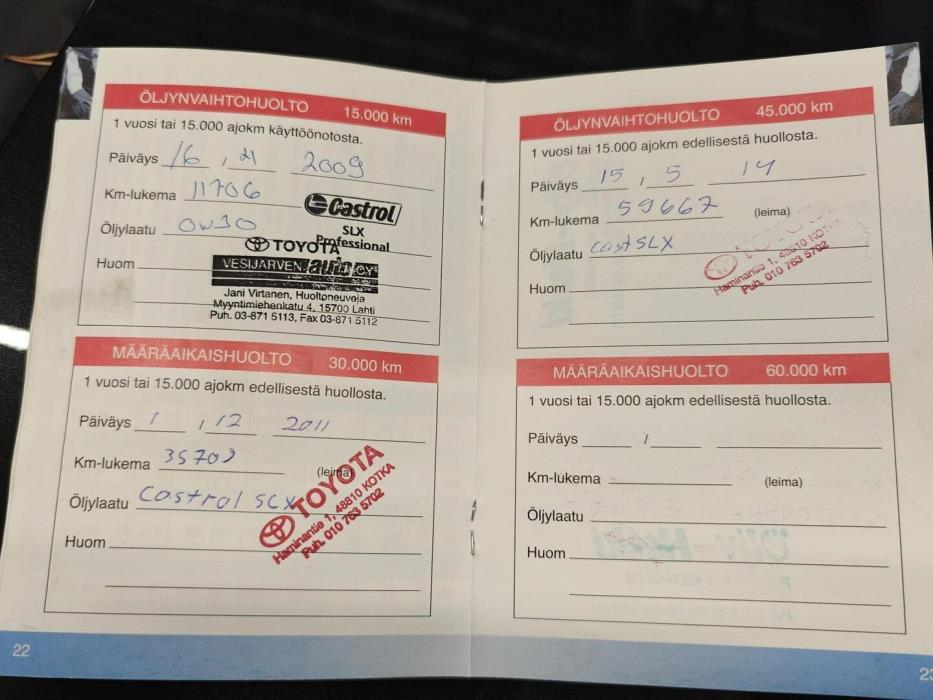 ÖLJYNVAIHTOHUOLTO 15.000 km
1 vuosi tai 15.000 ajokm käyttöönotosta.
Päiväys 16 , 21 2009
Km-lukema 11706
Öljylaatu 0W30
Castrol
SLX
Professional
TOYOTA
VESIJÄRVEN auto OY
Huom
Jani Virtanen, Huoltoneuvoja
Myyntimiehenkatu 4, 15700 Lahti
Puh. 03-871 5113, Fax 03-871 5112
MÄÄRÄAIKAISHUOLTO 30.000 km
1 vuosi tai 15.000 ajokm edellisestä huollosta.
Päiväys 1 / 12 2011
Km-lukema 35709
(leima)
Öljylaatu Castrol SLX
TOYOTA
Haminantie 1, 48810 KOTKA
Puh. 010 763 5702
Huom
22
ÖLJYNVAIHTOHUOLTO 45.000 km
1 vuosi tai 15.000 ajokm edellisestä huollosta.
Päiväys 15 / 5 14
Km-lukema 59667 (leima)
Öljylaatu CastSLX
Haminantie 1, 48810 KOTKA
Puh. 010 763 5702
Huom
MÄÄRÄAIKAISHUOLTO 60.000 km
1 vuosi tai 15.000 ajokm edellisestä huollosta.
Päiväys /
Km-lukema (leima)
Öljylaatu
Huom
23